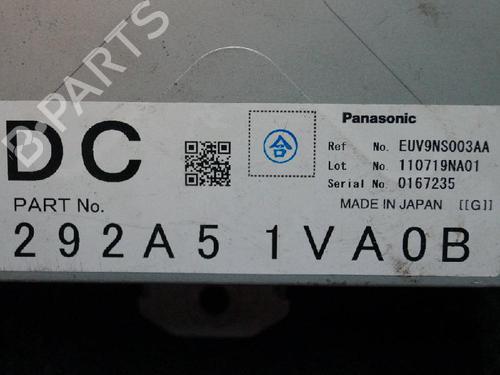 B-PARTS
DC
合
Panasonic
Ref No. EUV9NS003AA
Lot No. 110719NA01
Serial No. 0167235
PART No.
MADE IN JAPAN [[G]]
292A5 1VA0B